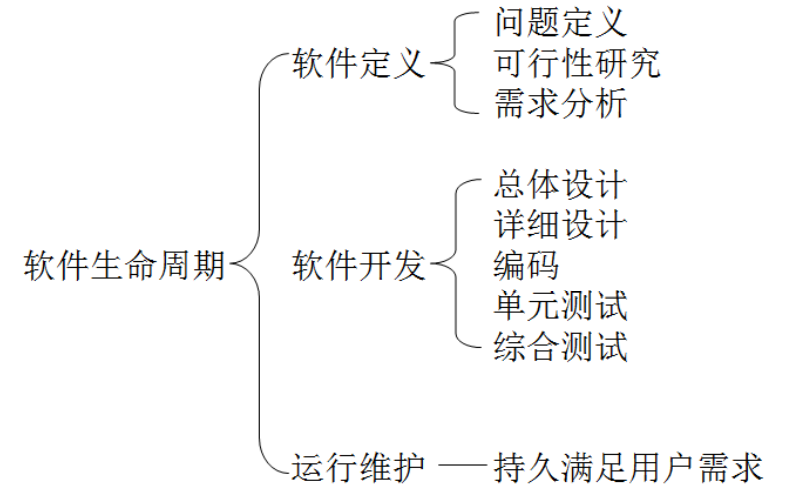 软件生命周期
软件定义
问题定义
可行性研究
需求分析
软件开发
总体设计
详细设计
编码
单元测试
综合测试
运行维护
持久满足用户需求